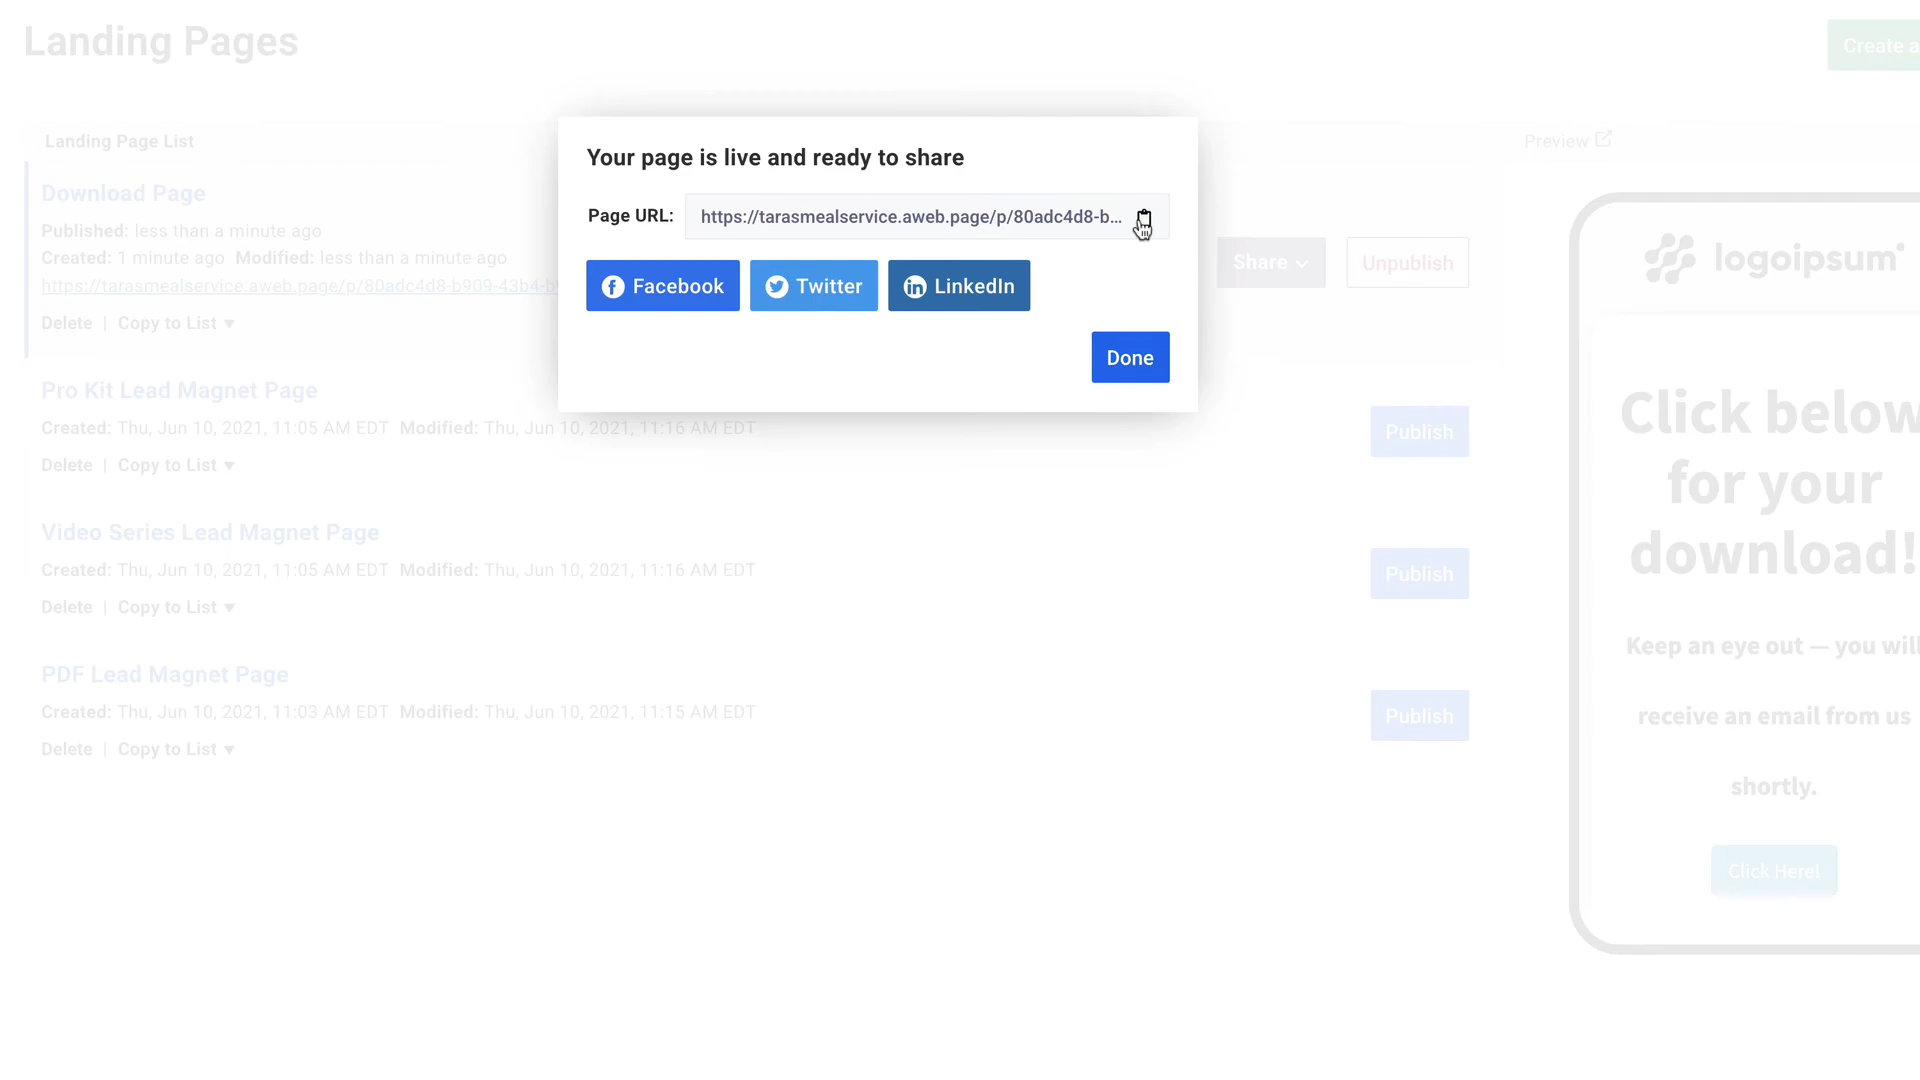 Landing Pages
Create a
Landing Page List
Preview
Download Page
Published: less than a minute ago
Created: 1 minute ago Modified: less than a minute ago
https://tarasmealservice.aweb.page/p/80adc4d8-b909-43b4-b
Delete | Copy to List
Share
Unpublish
Your page is live and ready to share
Page URL: https://tarasmealservice.aweb.page/p/80adc4d8-b...
Facebook Twitter LinkedIn
Done
Pro Kit Lead Magnet Page
Created: Thu, Jun 10, 2021, 11:05 AM EDT Modified: Thu, Jun 10, 2021, 11:16 AM EDT
Delete | Copy to List
Publish
Video Series Lead Magnet Page
Created: Thu, Jun 10, 2021, 11:05 AM EDT Modified: Thu, Jun 10, 2021, 11:16 AM EDT
Delete | Copy to List
Publish
PDF Lead Magnet Page
Created: Thu, Jun 10, 2021, 11:03 AM EDT Modified: Thu, Jun 10, 2021, 11:15 AM EDT
Delete | Copy to List
Publish
logoipsum
Click below
for your
download!
Keep an eye out — you will
receive an email from us
shortly.
Click Here!